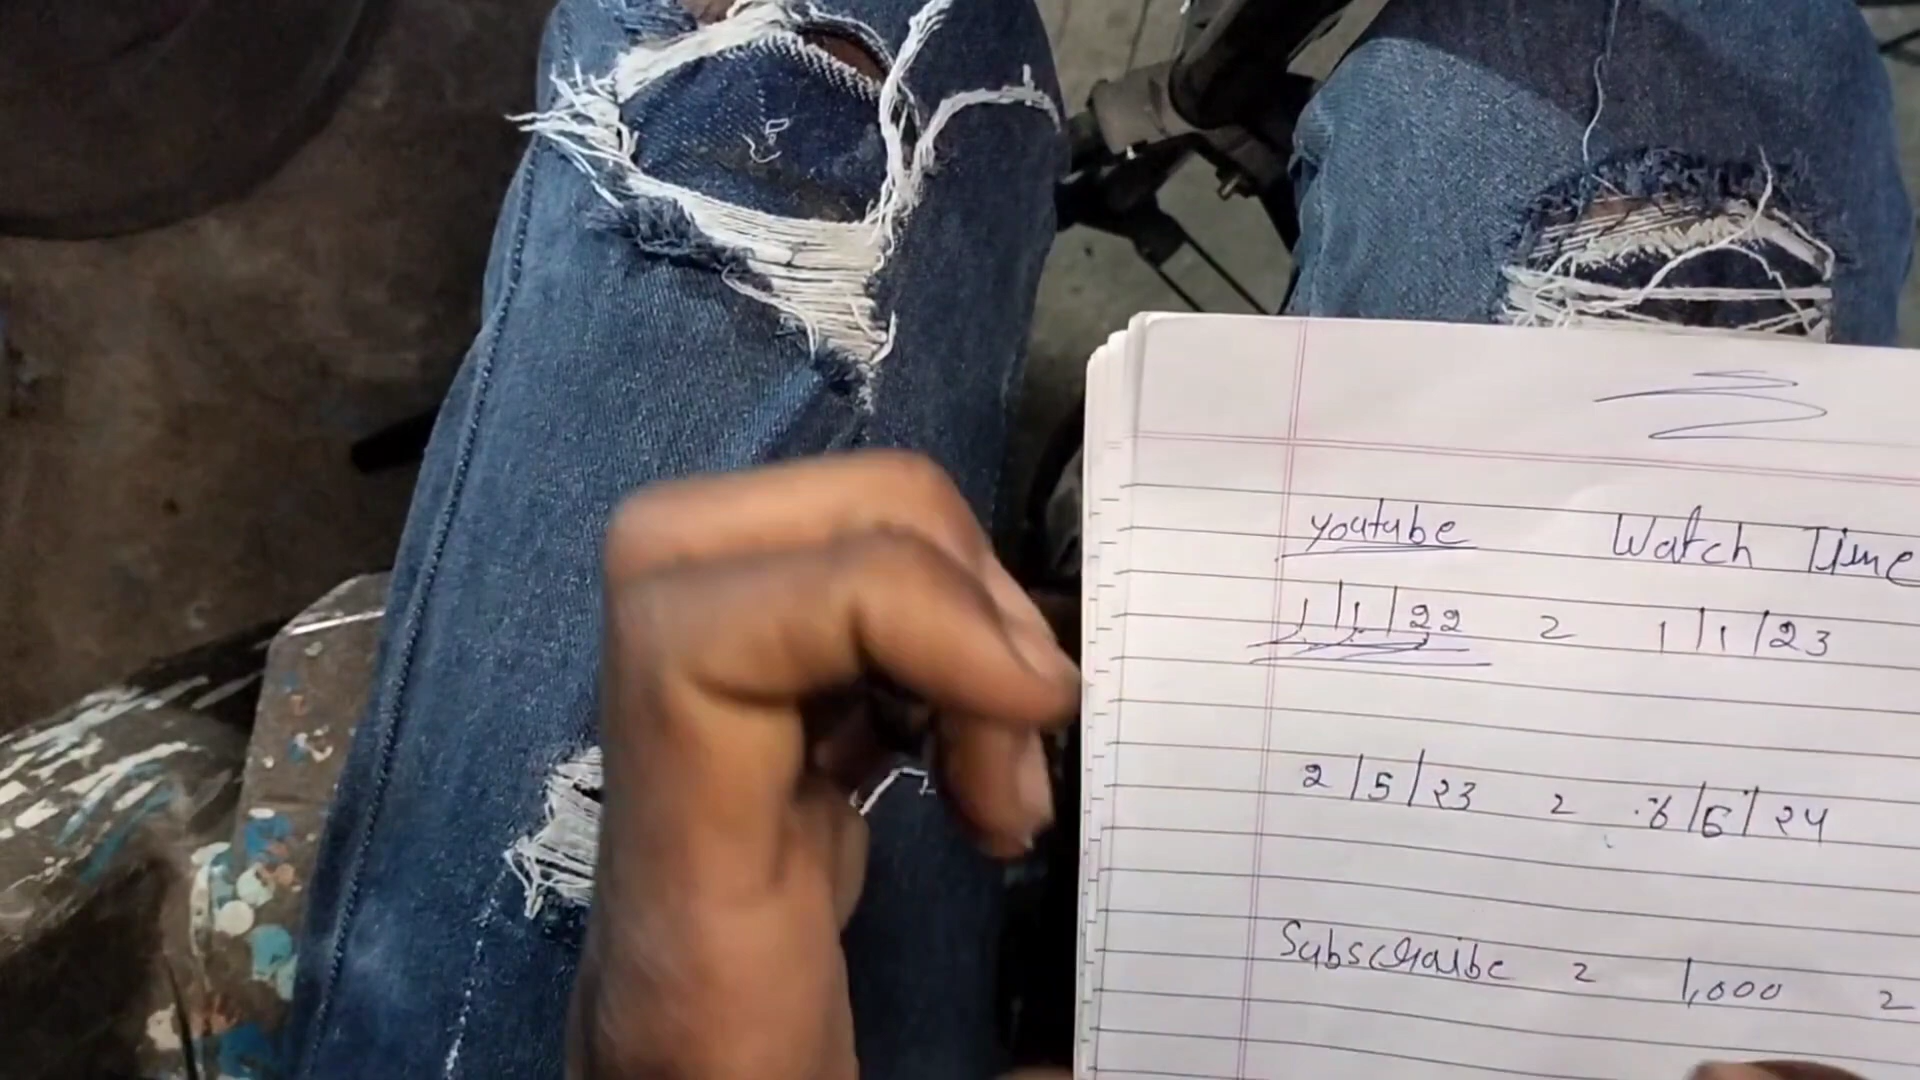 youtube Watch Time
1/1/22 2 1/1/23
2/5/23 2 6/5/24
Subscraibe 2 1,000 2